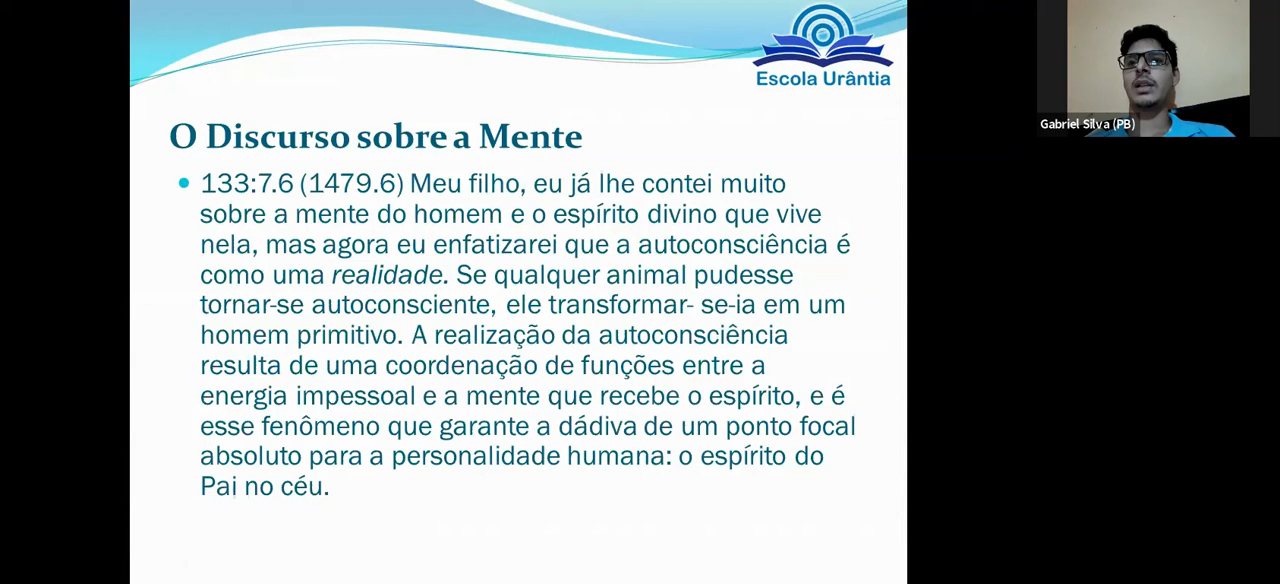 Escola Urântia
Gabriel Silva (PB)
O Discurso sobre a Mente
133:7.6 (1479.6) Meu filho, eu já lhe contei muito
sobre a mente do homem e o espírito divino que vive
nela, mas agora eu enfatizarei que a autoconsciência é
como uma realidade. Se qualquer animal pudesse
tornar-se autoconsciente, ele transformar- se-ia em um
homem primitivo. A realização da autoconsciência
resulta de uma coordenação de funções entre a
energia impessoal e a mente que recebe o espírito, e é
esse fenômeno que garante a dádiva de um ponto focal
absoluto para a personalidade humana: o espírito do
Pai no céu.